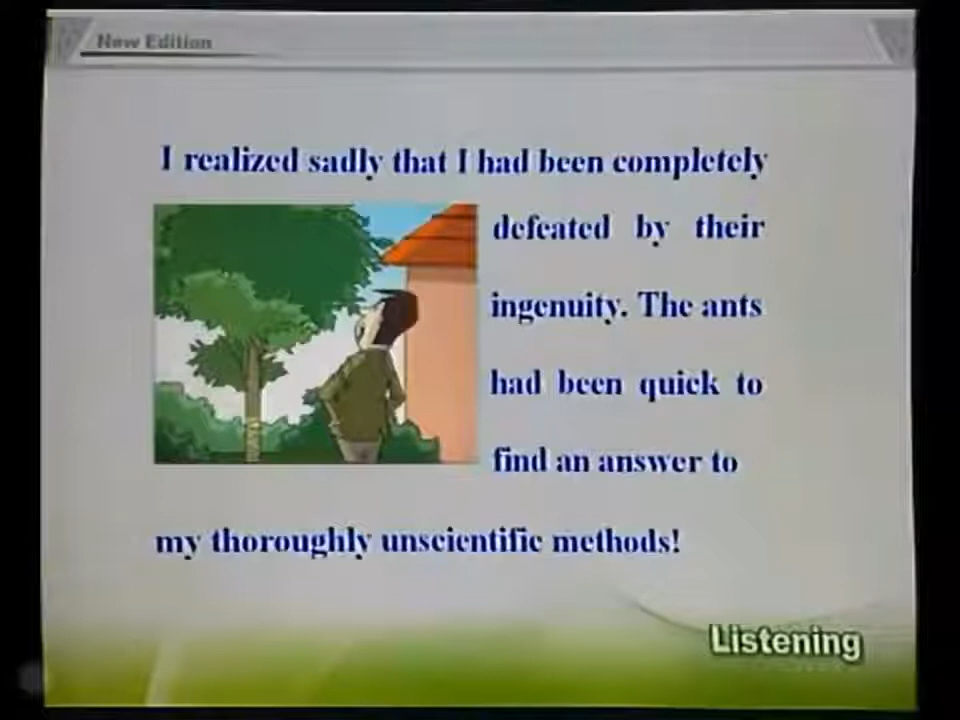 New Edition
I realized sadly that I had been completely
defeated by their
ingenuity. The ants
had been quick to
find an answer to
my thoroughly unscientific methods!
Listening